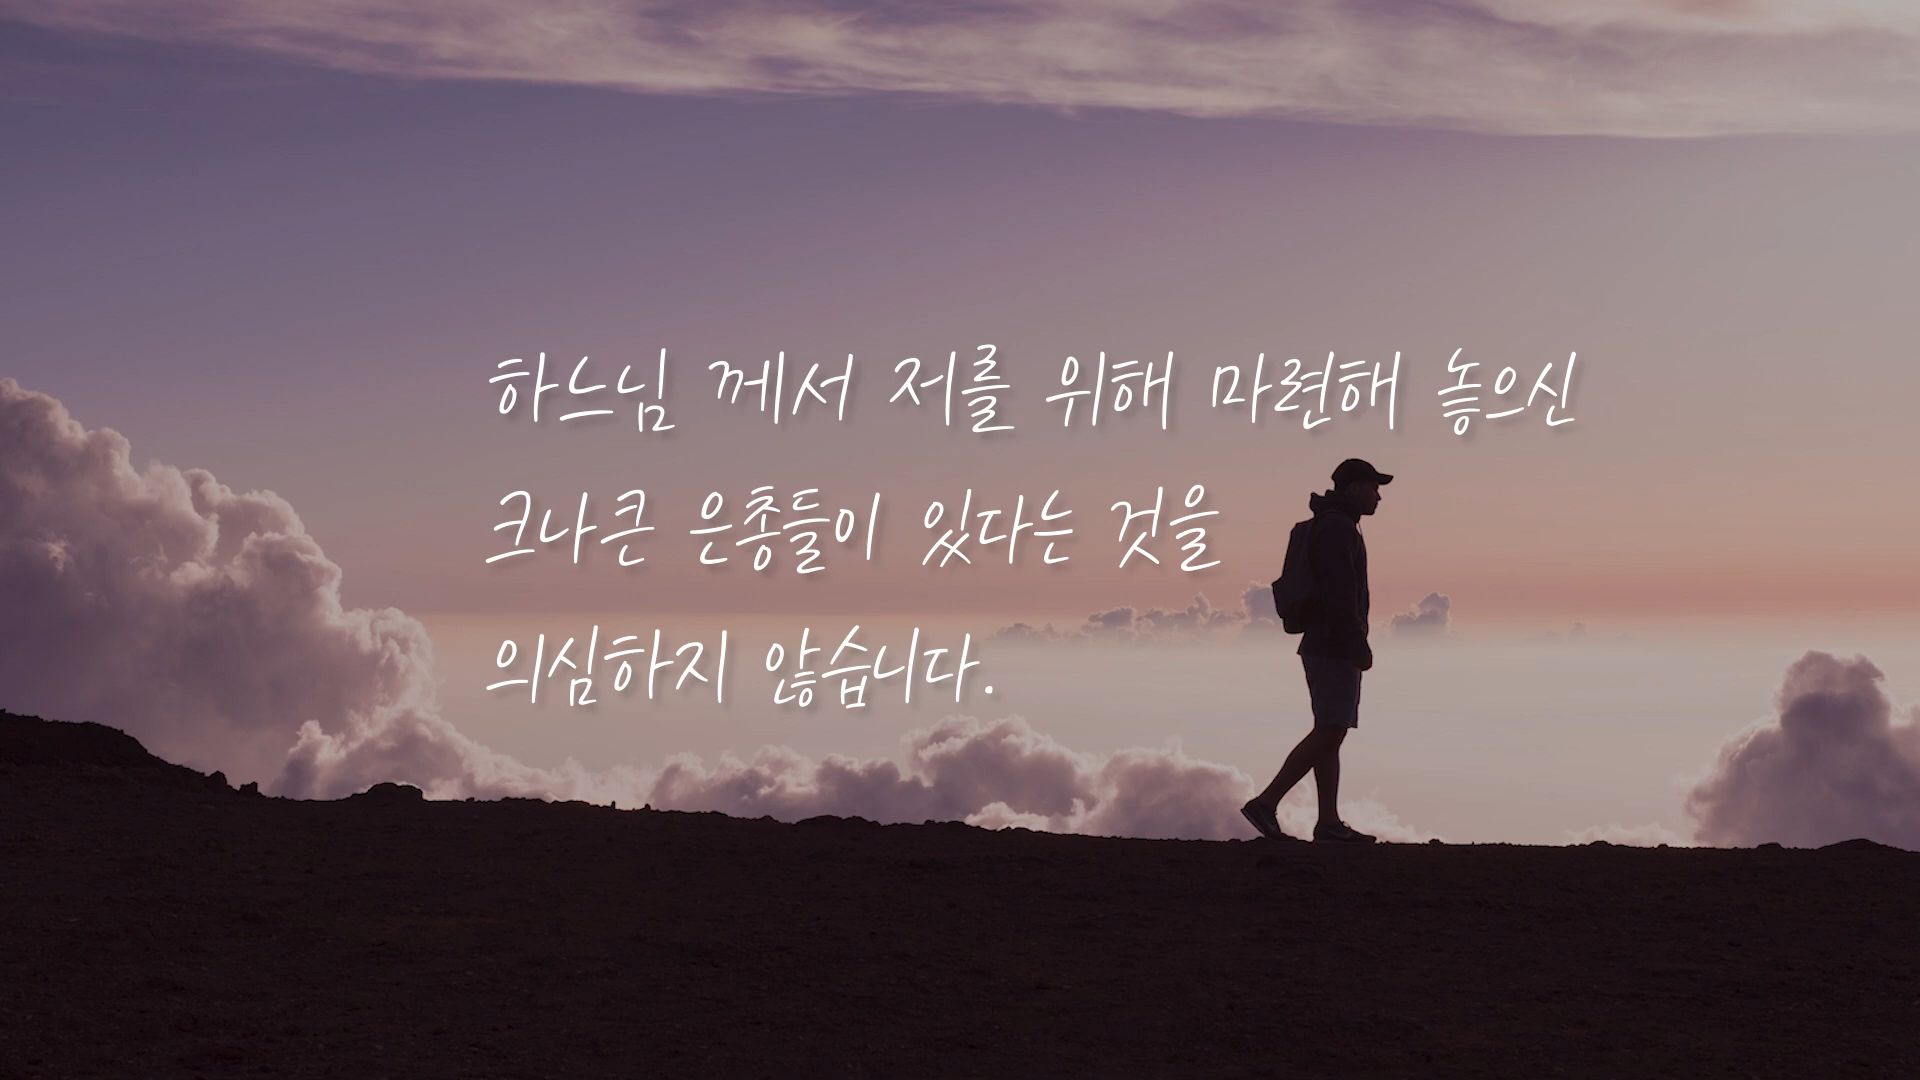 하느님 께서 저를 위해 마련해 놓으신
크나큰 은총들이 있다는 것을
의심하지 않습니다.